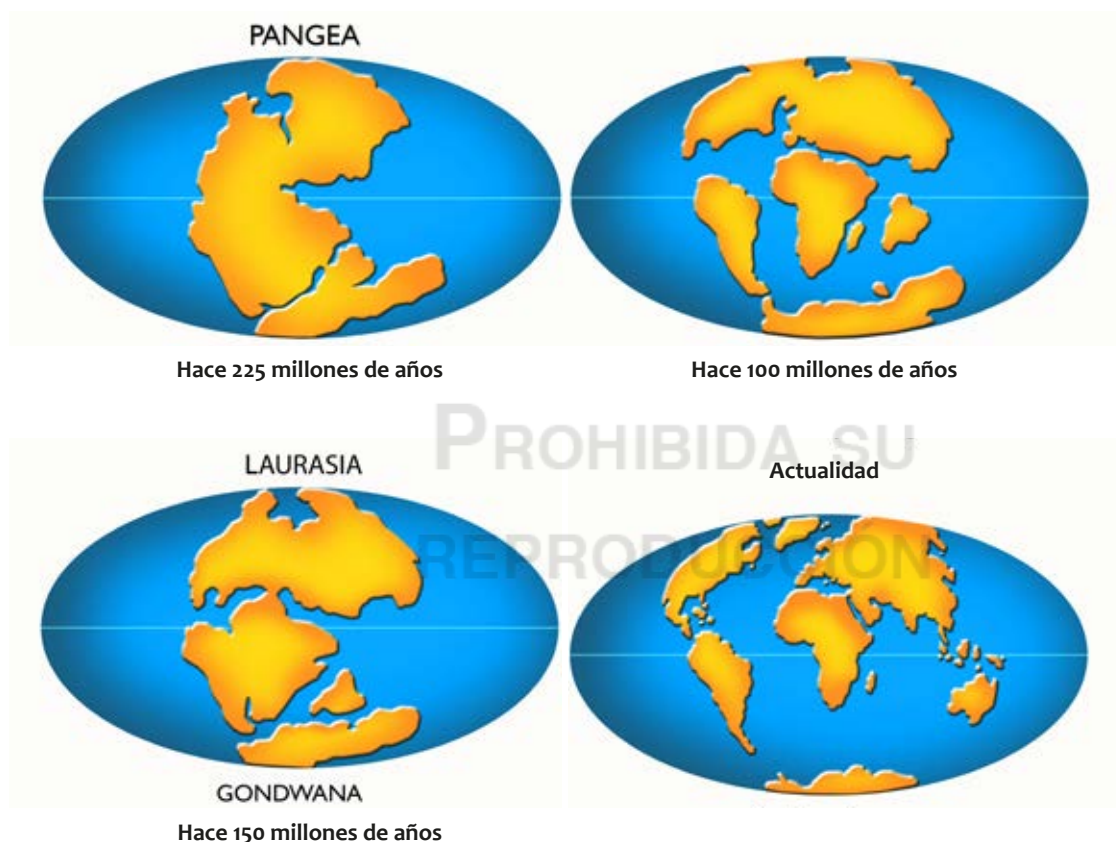 PANGEA
Hace 225 millones de años
Hace 100 millones de años
PROHIBIDA SU
REPRODUCCIÓN
LAURASIA
Actualidad
GONDWANA
Hace 150 millones de años